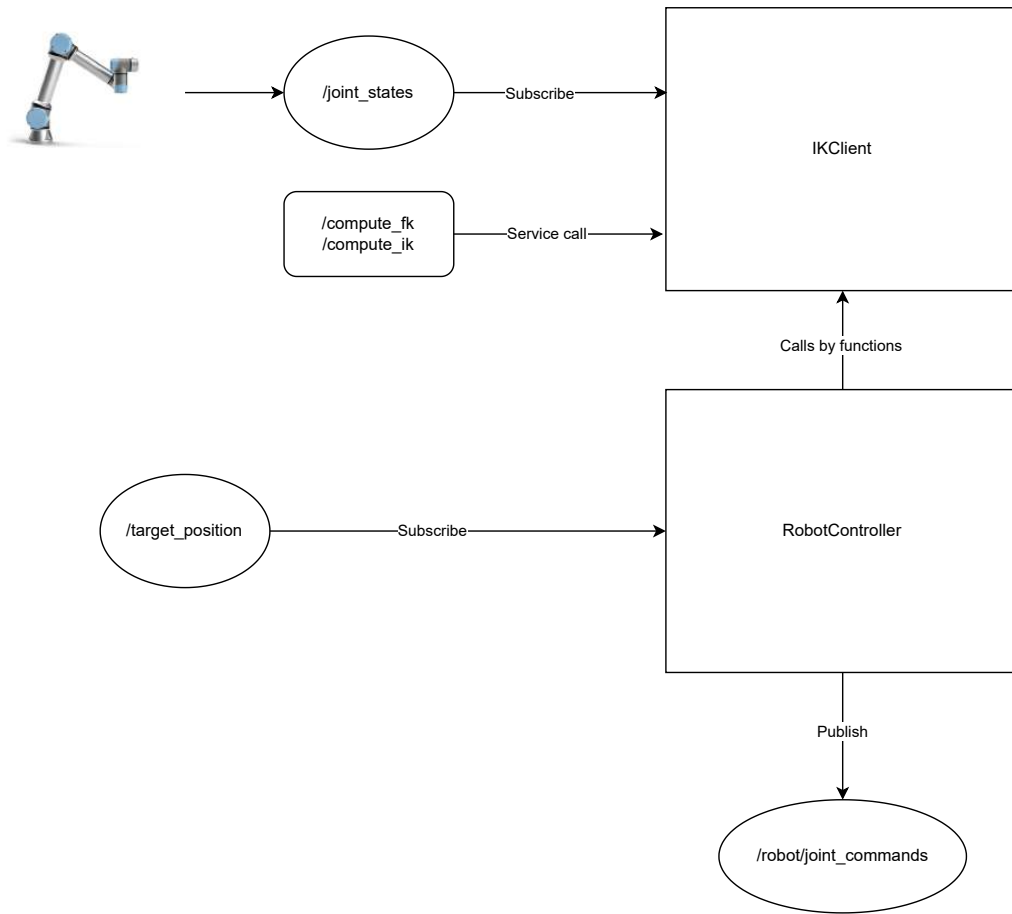 /joint_states
Subscribe
IKClient
/compute_fk
/compute_ik
Service call
Calls by functions
/target_position
Subscribe
RobotController
Publish
/robot/joint_commands